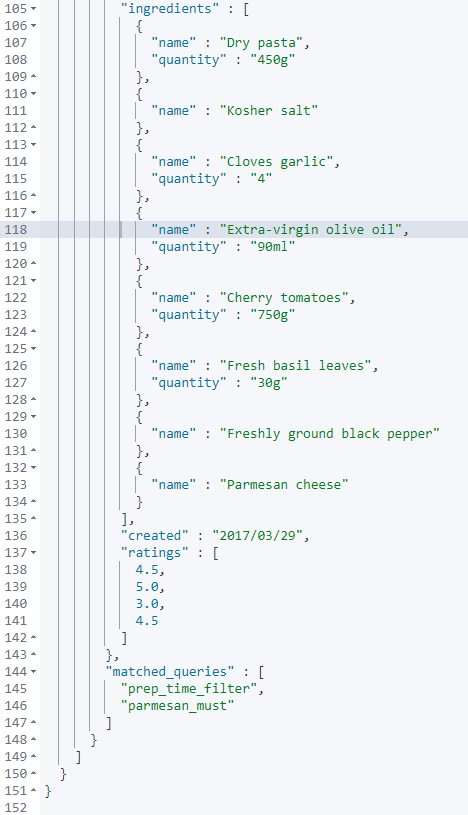 105 "ingredients" : [
106 {
107 "name" : "Dry pasta",
108 "quantity" : "450g"
109 },
110 {
111 "name" : "Kosher salt"
112 },
113 {
114 "name" : "Cloves garlic",
115 "quantity" : "4"
116 },
117 {
118 "name" : "Extra-virgin olive oil",
119 "quantity" : "90ml"
120 },
121 {
122 "name" : "Cherry tomatoes",
123 "quantity" : "750g"
124 },
125 {
126 "name" : "Fresh basil leaves",
127 "quantity" : "30g"
128 },
129 {
130 "name" : "Freshly ground black pepper"
131 },
132 {
133 "name" : "Parmesan cheese"
134 }
135 ],
136 "created" : "2017/03/29",
137 "ratings" : [
138 4.5,
139 5.0,
140 3.0,
141 4.5
142 ]
143 },
144 "matched_queries" : [
145 "prep_time_filter",
146 "parmesan_must"
147 ]
148 }
149 ]
150 }
151 }
152